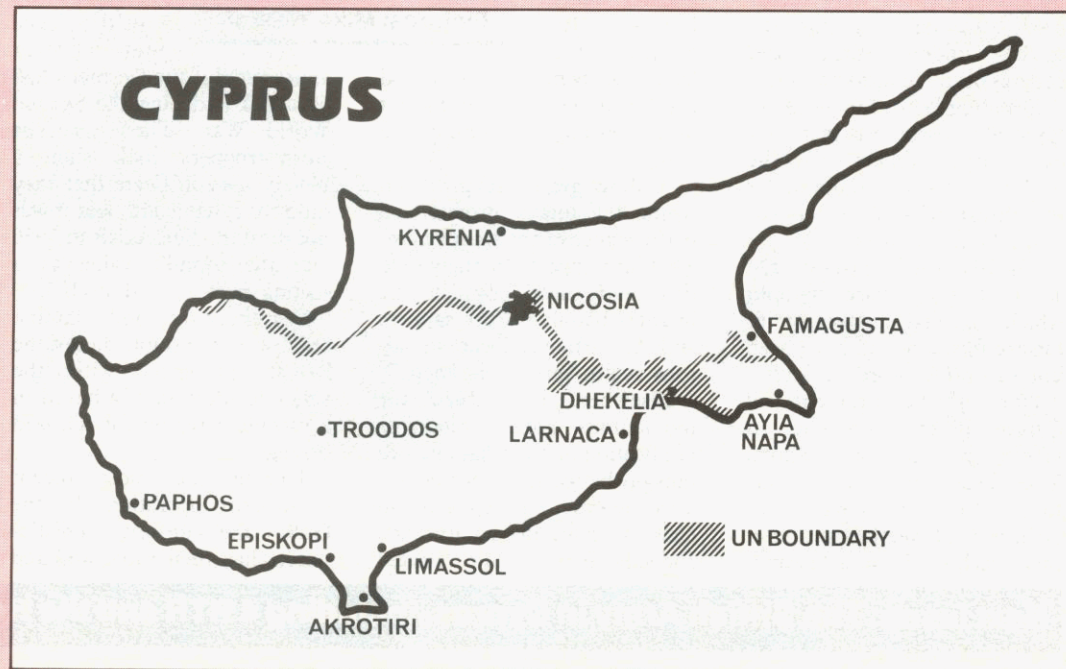 CYPRUS
KYRENIA
NICOSIA
FAMAGUSTA
DHEKELIA
AYIA
NAPA
TROODOS
LARNACA
PAPHOS
UN BOUNDARY
EPISKOPI
LIMASSOL
AKROTIRI